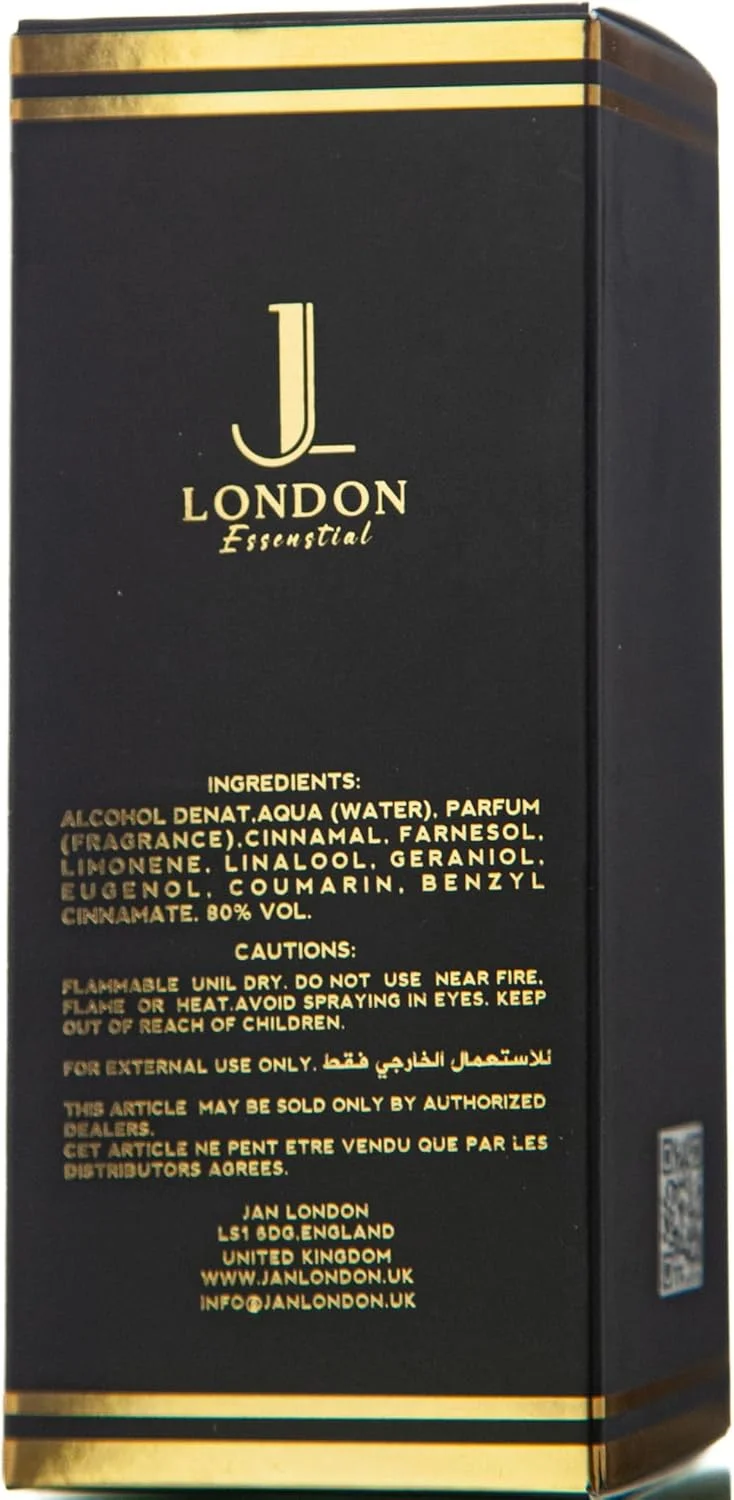 JL
LONDON
Essenstial
INGREDIENTS:
ALCOHOL DENAT.AQUA (WATER), PARFUM
(FRAGRANCE),CINNAMAL, FARNESOL,
LIMONENE, LINALOOL, GERANIOL,
EUGENOL, COUMARIN, BENZYL
CINNAMATE. 80% VOL.
CAUTIONS:
FLAMMABLE UNIL DRY. DO NOT USE NEAR FIRE,
FLAME OR HEAT.AVOID SPRAYING IN EYES. KEEP
OUT OF REACH OF CHILDREN.
FOR EXTERNAL USE ONLY. للاستعمال الخارجي فقط
THIS ARTICLE MAY BE SOLD ONLY BY AUTHORIZED
DEALERS.
CET ARTICLE NE PENT ETRE VENDU QUE PAR LES
DISTRIBUTORS AGREES.
JAN LONDON
LS1 6DG,ENGLAND
UNITED KINGDOM
WWW.JANLONDON.UK
INFO@JANLONDON.UK